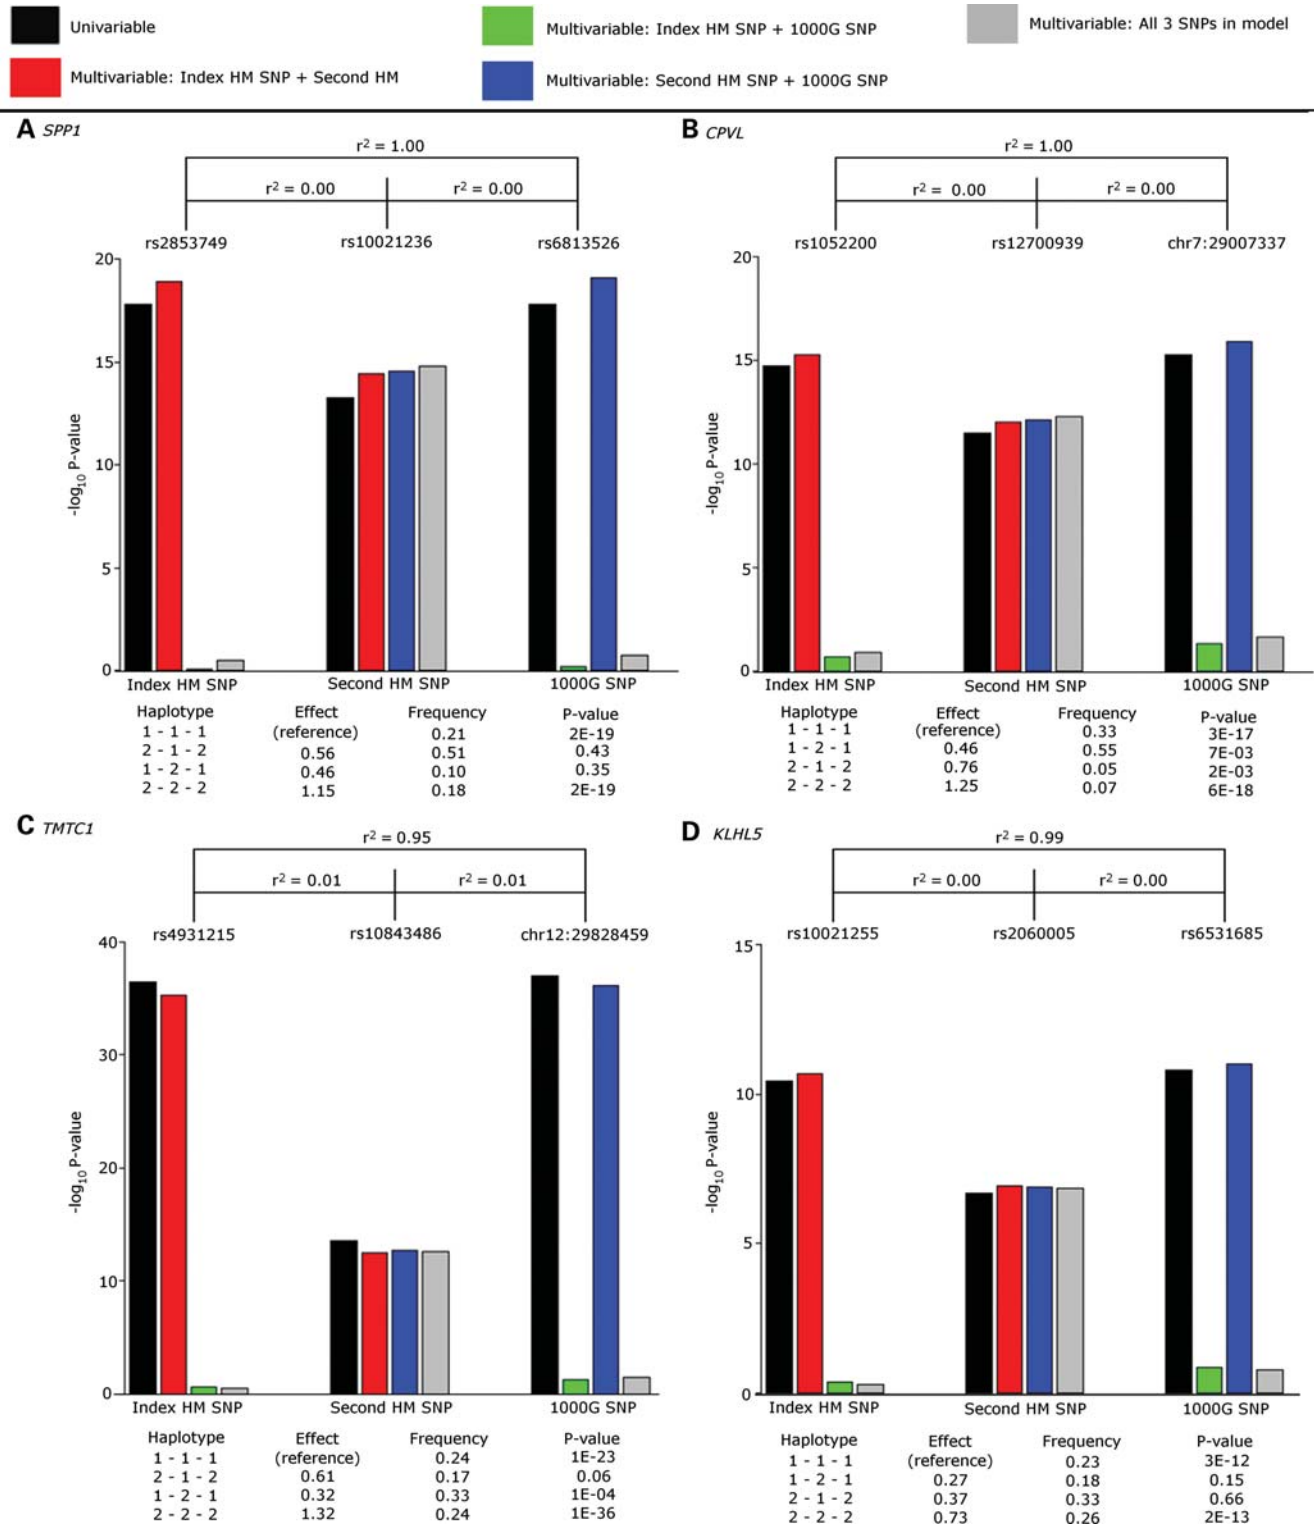 Univariable
Multivariable: Index HM SNP + Second HM
Multivariable: Index HM SNP + 1000G SNP
Multivariable: Second HM SNP + 1000G SNP
Multivariable: All 3 SNPs in model
A SPP1
r² = 1.00
r² = 0.00 r² = 0.00
rs2853749 rs10021236 rs6813526
20
15
10
5
0
-log₁₀ P-value
Index HM SNP Second HM SNP 1000G SNP
Haplotype Effect Frequency P-value
1 - 1 - 1 (reference) 0.21 2E-19
2 - 1 - 2 0.56 0.51 0.43
1 - 2 - 1 0.46 0.10 0.35
2 - 2 - 2 1.15 0.18 2E-19
B CPVL
r² = 1.00
r² = 0.00 r² = 0.00
rs1052200 rs12700939 chr7:29007337
20
15
10
5
0
-log₁₀ P-value
Index HM SNP Second HM SNP 1000G SNP
Haplotype Effect Frequency P-value
1 - 1 - 1 (reference) 0.33 3E-17
1 - 2 - 1 0.46 0.55 7E-03
2 - 1 - 2 0.76 0.05 2E-03
2 - 2 - 2 1.25 0.07 6E-18
C TMTC1
r² = 0.95
r² = 0.01 r² = 0.01
rs4931215 rs10843486 chr12:29828459
40
30
20
10
0
-log₁₀ P-value
Index HM SNP Second HM SNP 1000G SNP
Haplotype Effect Frequency P-value
1 - 1 - 1 (reference) 0.24 1E-23
2 - 1 - 2 0.61 0.17 0.06
1 - 2 - 1 0.32 0.33 1E-04
2 - 2 - 2 1.32 0.24 1E-36
D KLHL5
r² = 0.99
r² = 0.00 r² = 0.00
rs10021255 rs2060005 rs6531685
15
10
5
0
-log₁₀ P-value
Index HM SNP Second HM SNP 1000G SNP
Haplotype Effect Frequency P-value
1 - 1 - 1 (reference) 0.23 3E-12
1 - 2 - 1 0.27 0.18 0.15
2 - 1 - 2 0.37 0.33 0.66
2 - 2 - 2 0.73 0.26 2E-13